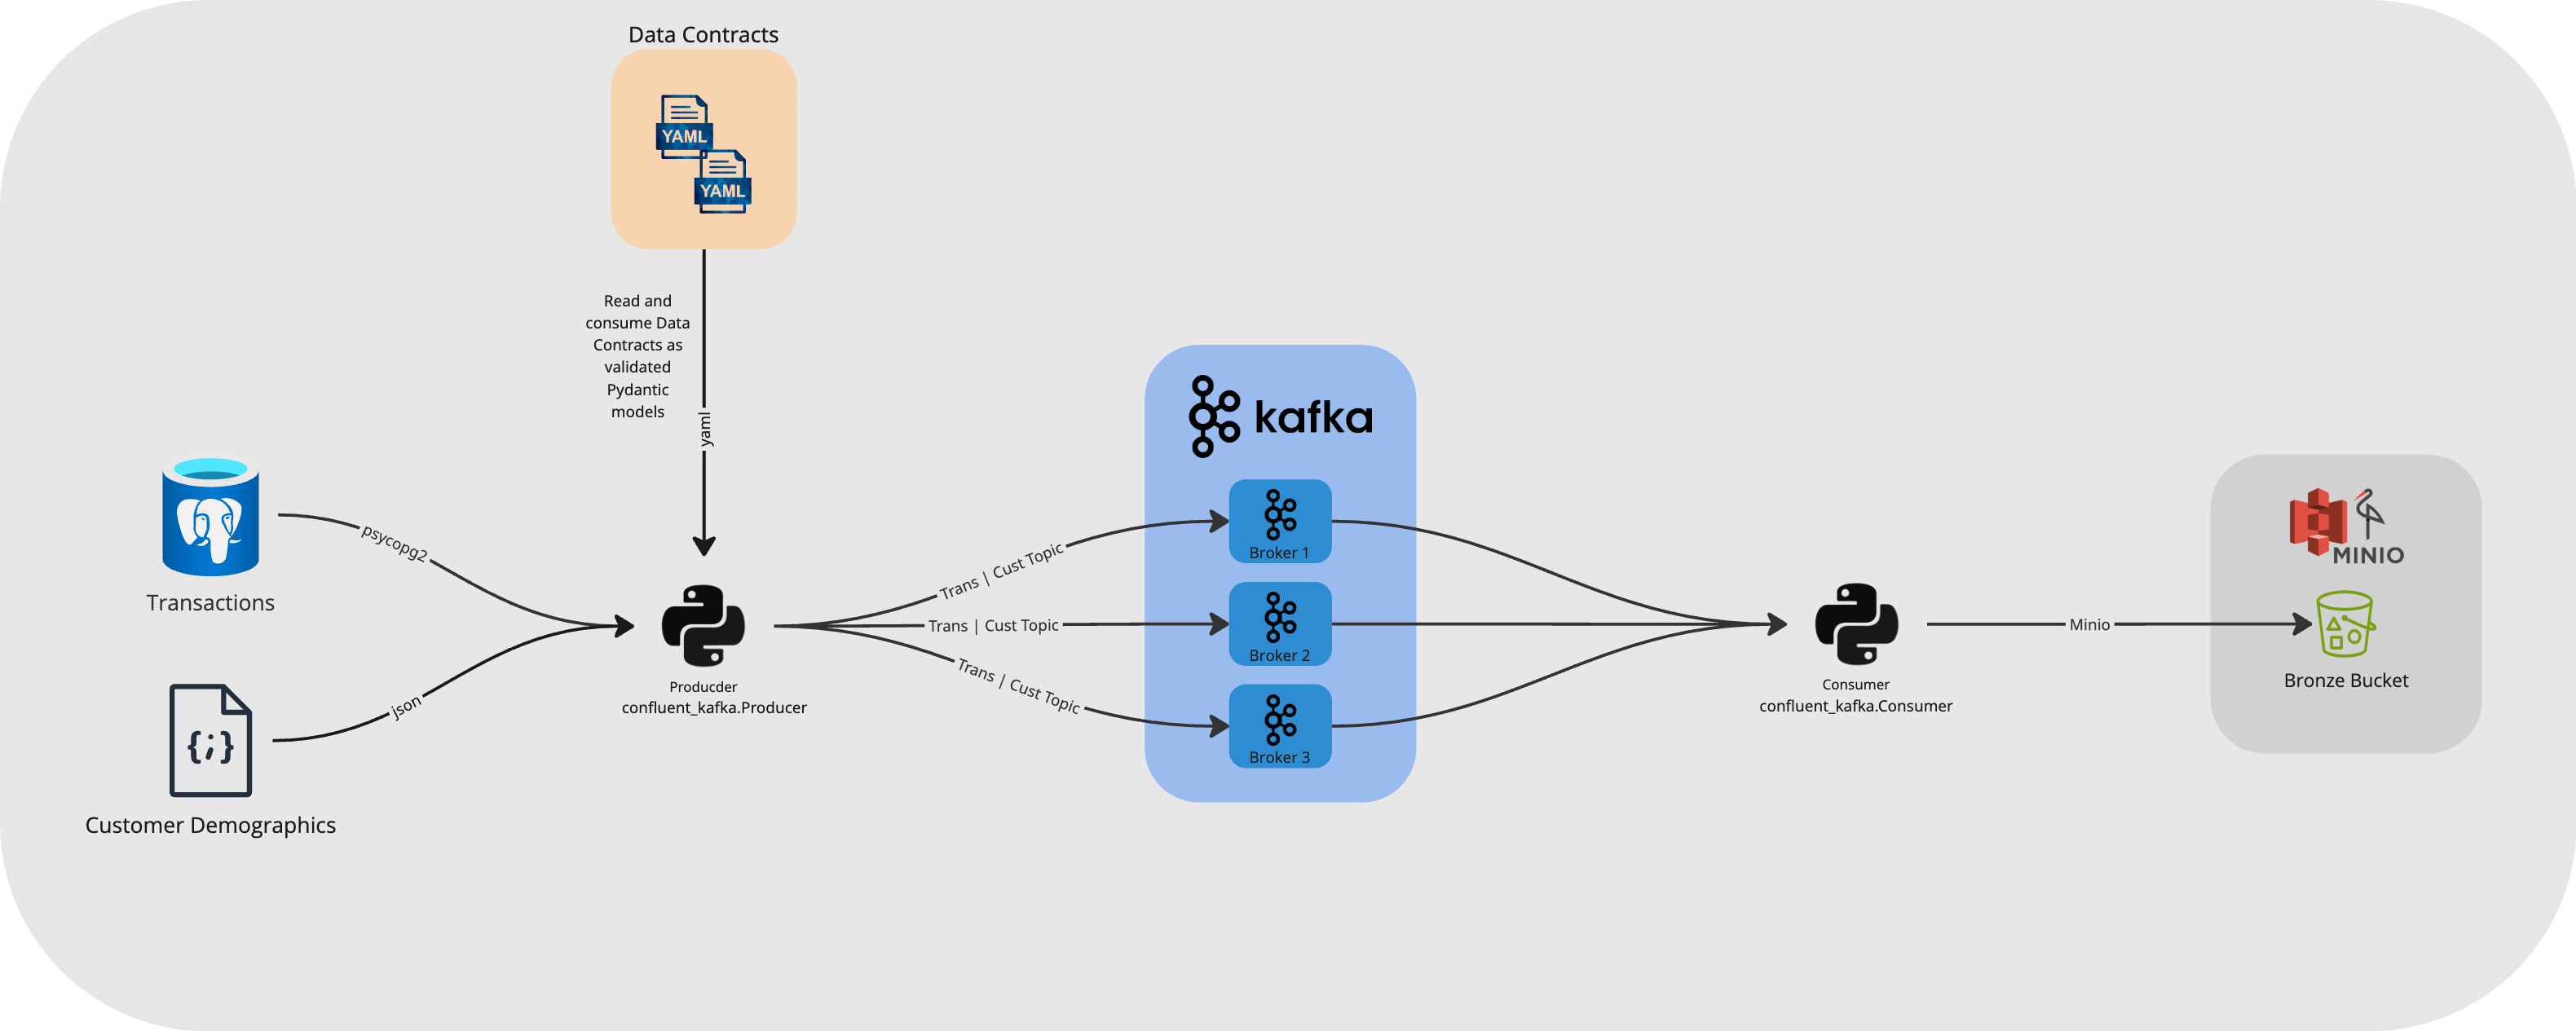 Data Contracts
YAML
YAML
Read and
consume Data
Contracts as
validated
Pydantic
models
yaml
Transactions
psycopg2
{;}
Customer Demographics
json
Producder
confluent_kafka.Producer
Trans | Cust Topic
Trans | Cust Topic
Trans | Cust Topic
kafka
Broker 1
Broker 2
Broker 3
Consumer
confluent_kafka.Consumer
Minio
MINIO
Bronze Bucket